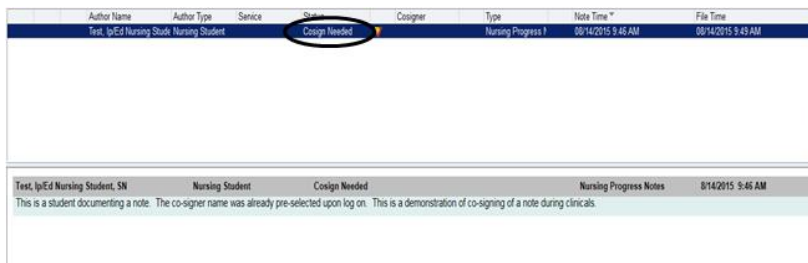 Author Name Author Type Service Status Cosigner Type Note Time File Time
Test, Ip/Ed Nursing Stude Nursing Student Cosign Needed Nursing Progress N 08/14/2015 9:46 AM 08/14/2015 9:49 AM
Test, Ip/Ed Nursing Student, SN Nursing Student Cosign Needed Nursing Progress Notes 8/14/2015 9:46 AM
This is a student documenting a note. The co-signer name was already pre-selected upon log on. This is a demonstration of co-signing of a note during clinicals.